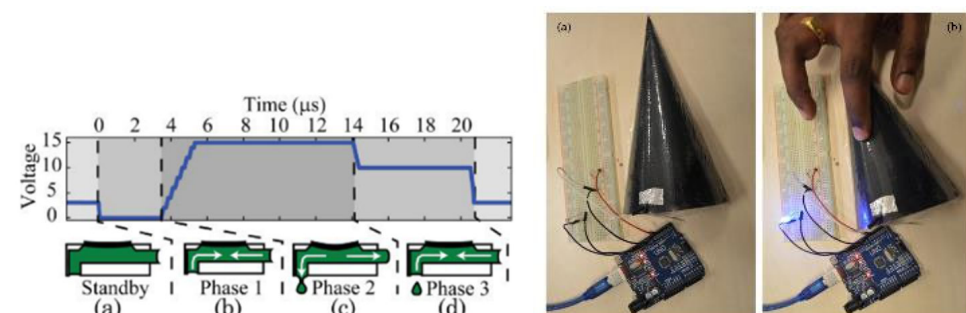 Time (μs)
0 2 4 6 8 10 12 14 16 18 20
Voltage
15
10
5
0
Standby
Phase 1
Phase 2
Phase 3
(a)
(b)
(c)
(d)
(a)
(b)
UNO